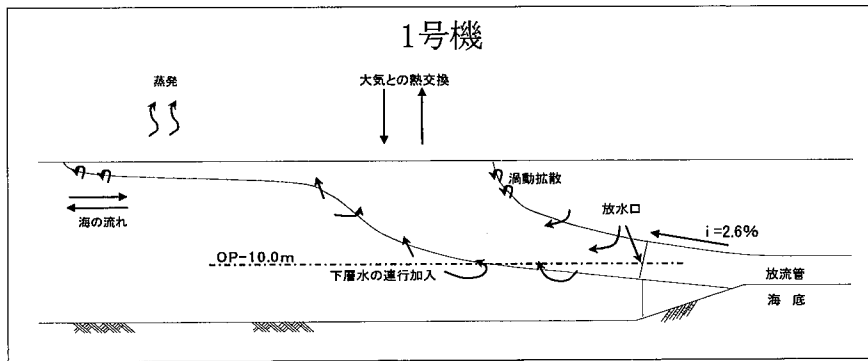 1号機
蒸発
大気との熱交換
渦動拡散
放水口
i=2.6%
海の流れ
OP-10.0m
下層水の連行加入
放流管
海 底